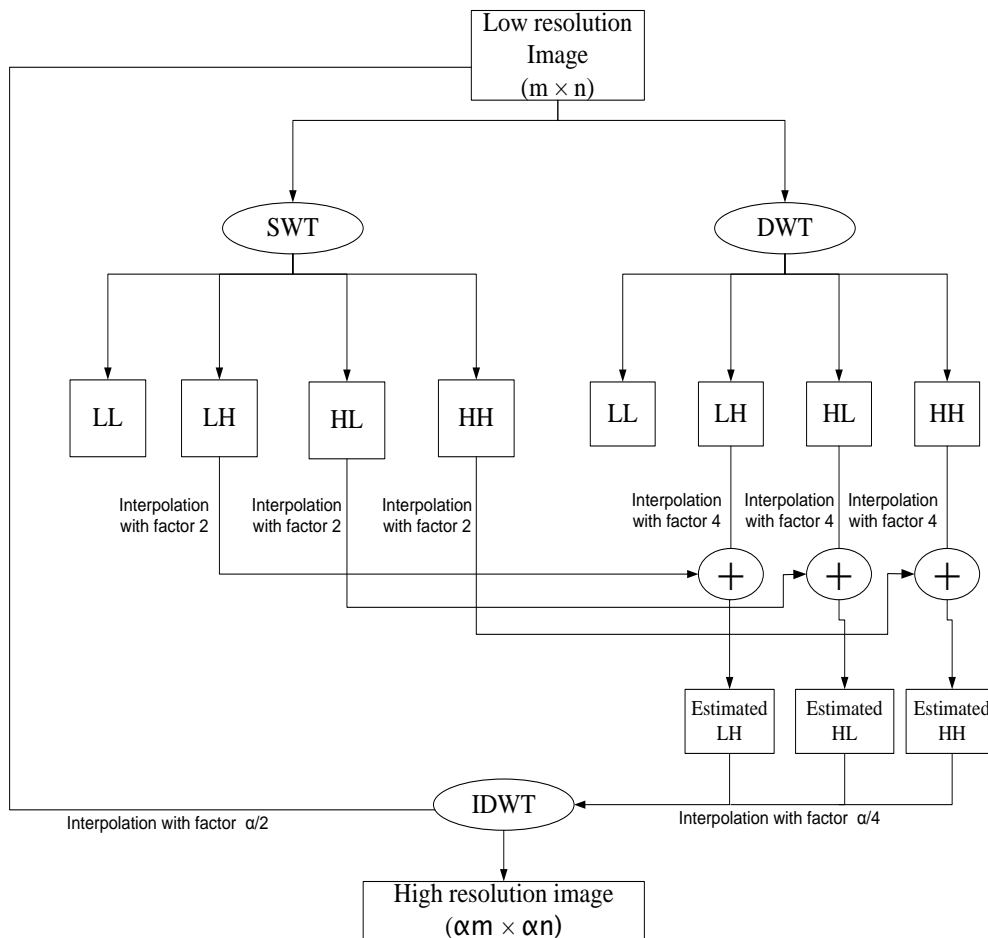 Low resolution
Image
(m × n)
SWT
DWT
LL
LH
HL
HH
LL
LH
HL
HH
Interpolation
with factor 2
Interpolation
with factor 2
Interpolation
with factor 2
Interpolation
with factor 4
Interpolation
with factor 4
Interpolation
with factor 4
+
+
+
Estimated
LH
Estimated
HL
Estimated
HH
IDWT
Interpolation with factor α/2
Interpolation with factor α/4
High resolution image
(αm × αn)